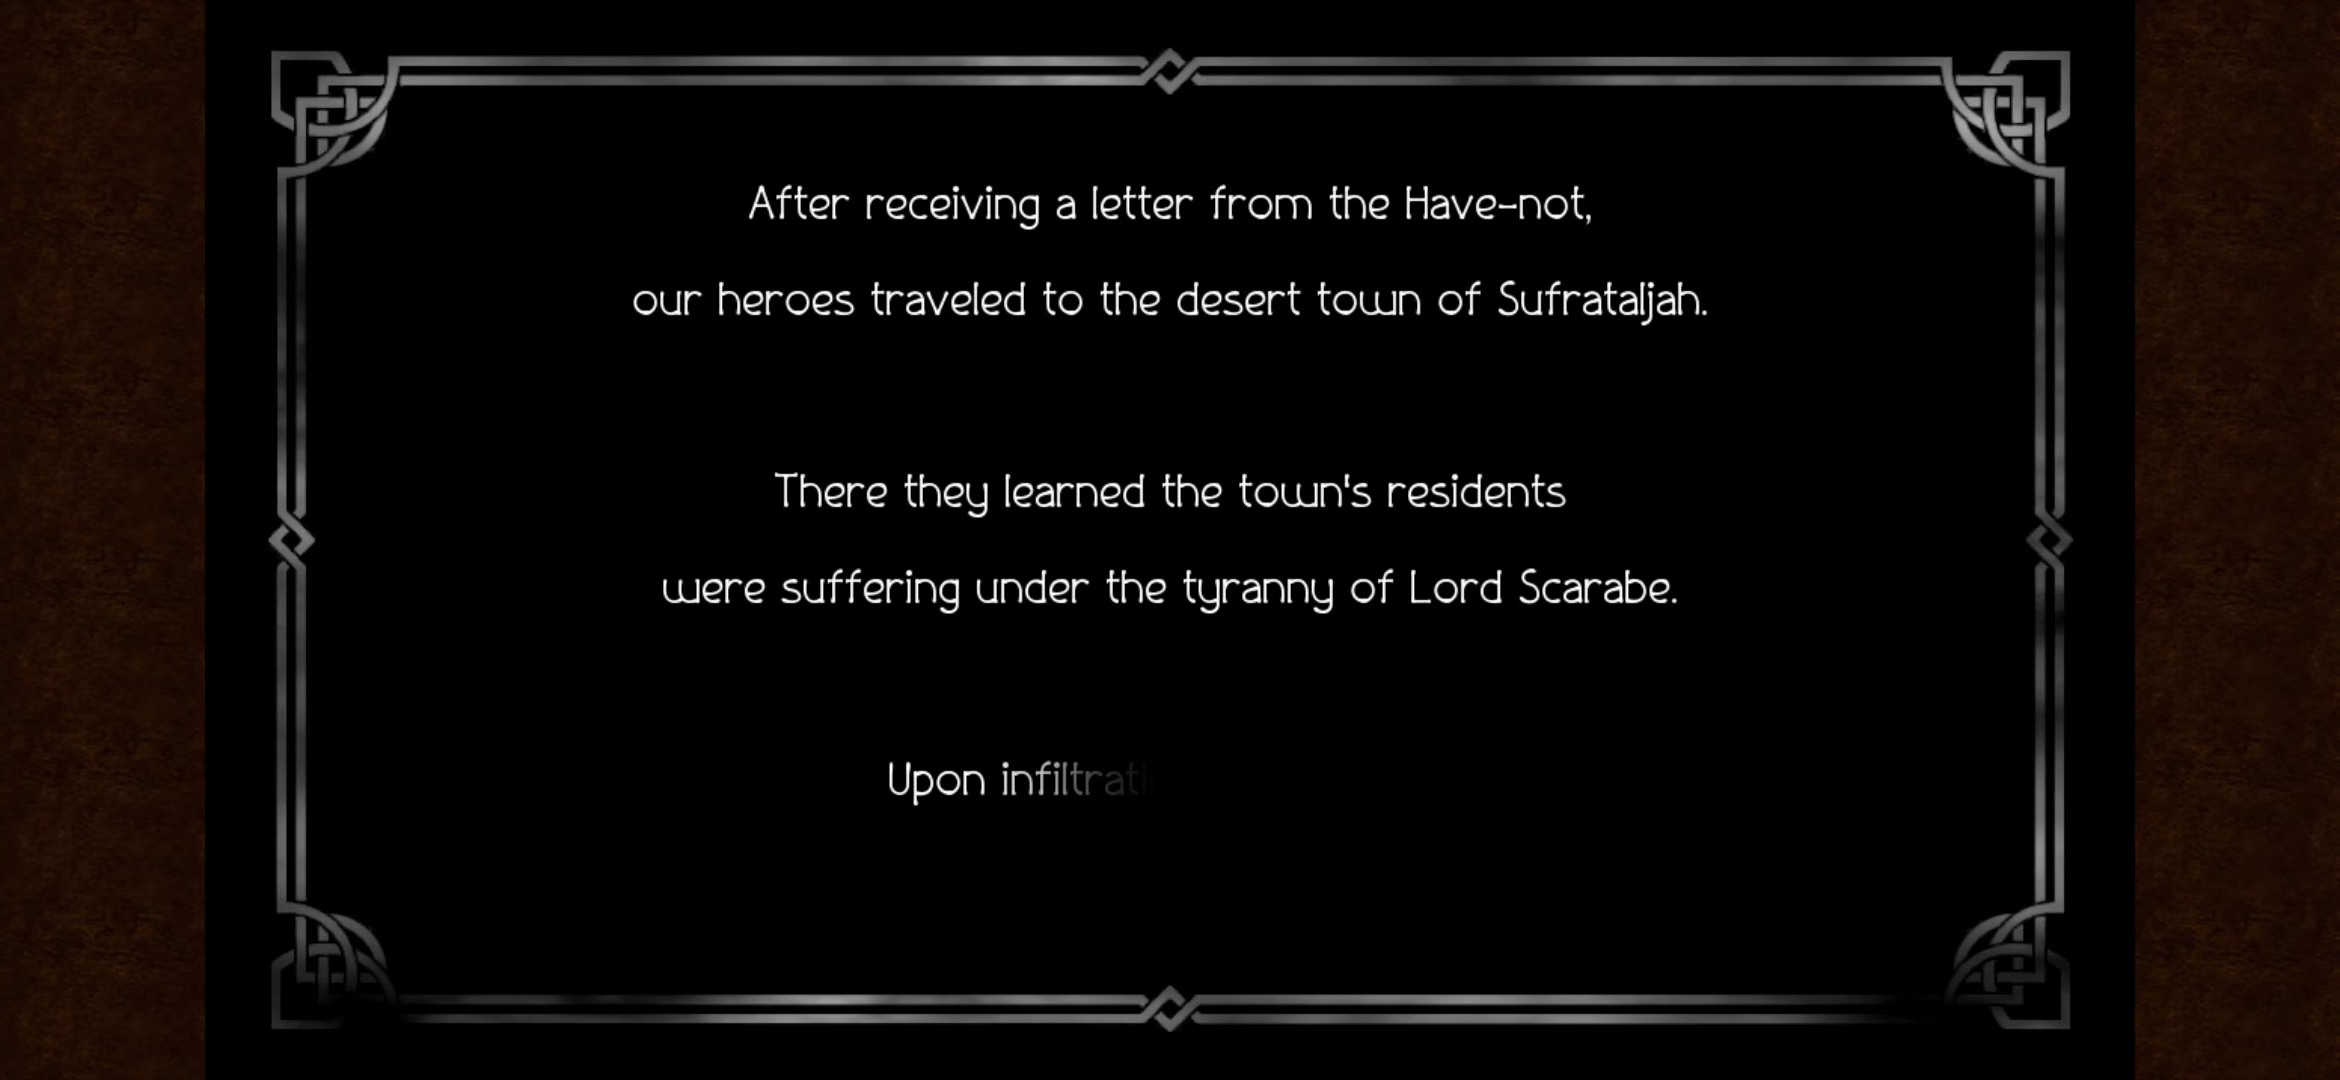 After receiving a letter from the Have-not,
our heroes traveled to the desert town of Sufrataljah.
There they learned the town's residents
were suffering under the tyranny of Lord Scarabe.
Upon infiltrati